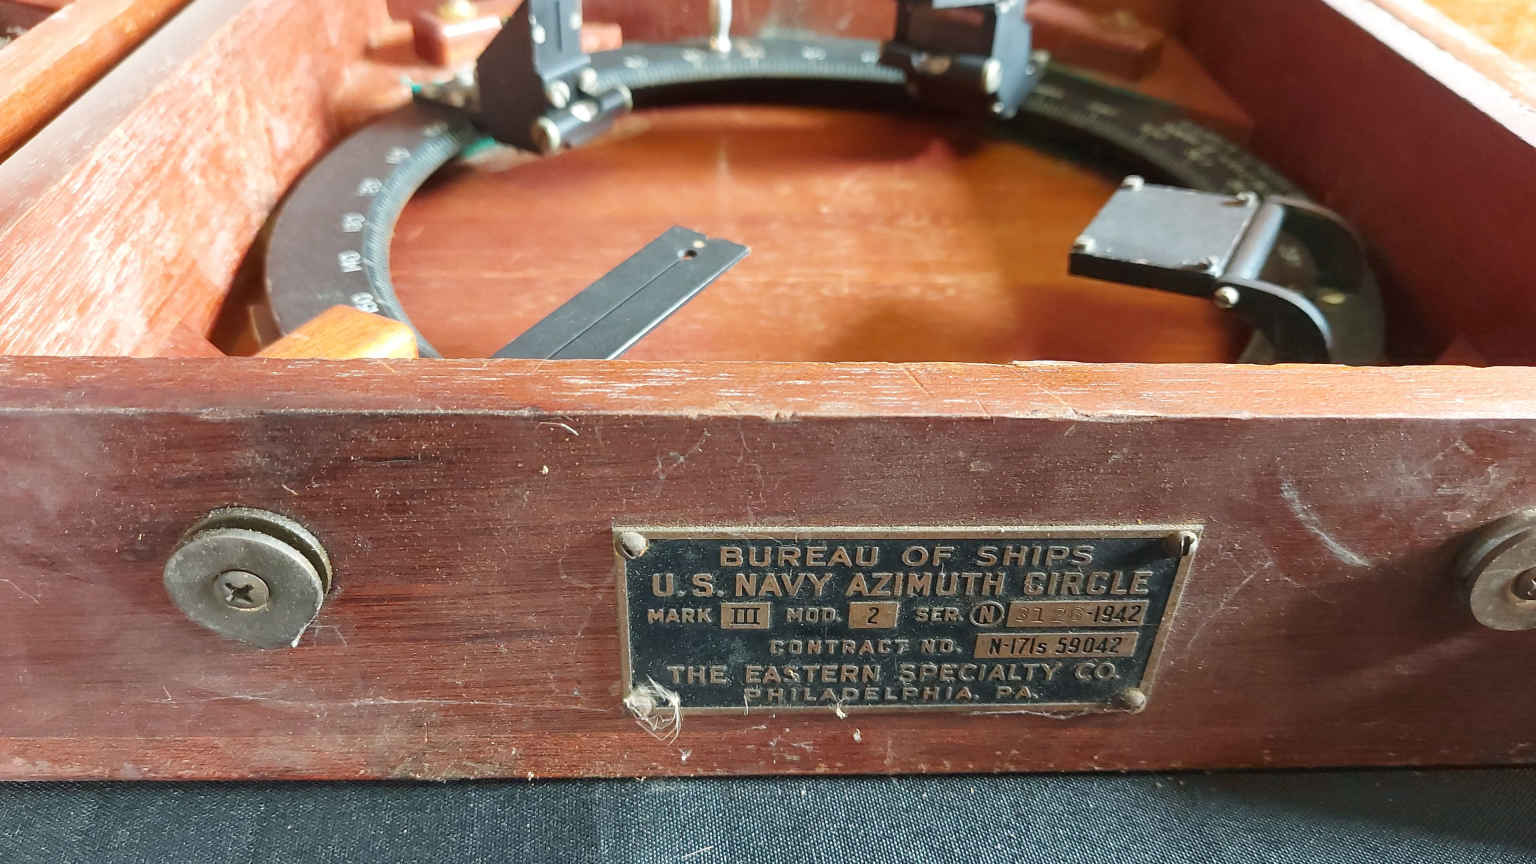 BUREAU OF SHIPS
U.S. NAVY AZIMUTH CIRCLE
MARK III MOD. 2 SER. N 3126-1942
CONTRACT NO. N-171s 59042
THE EASTERN SPECIALTY CO.
PHILADELPHIA, PA.